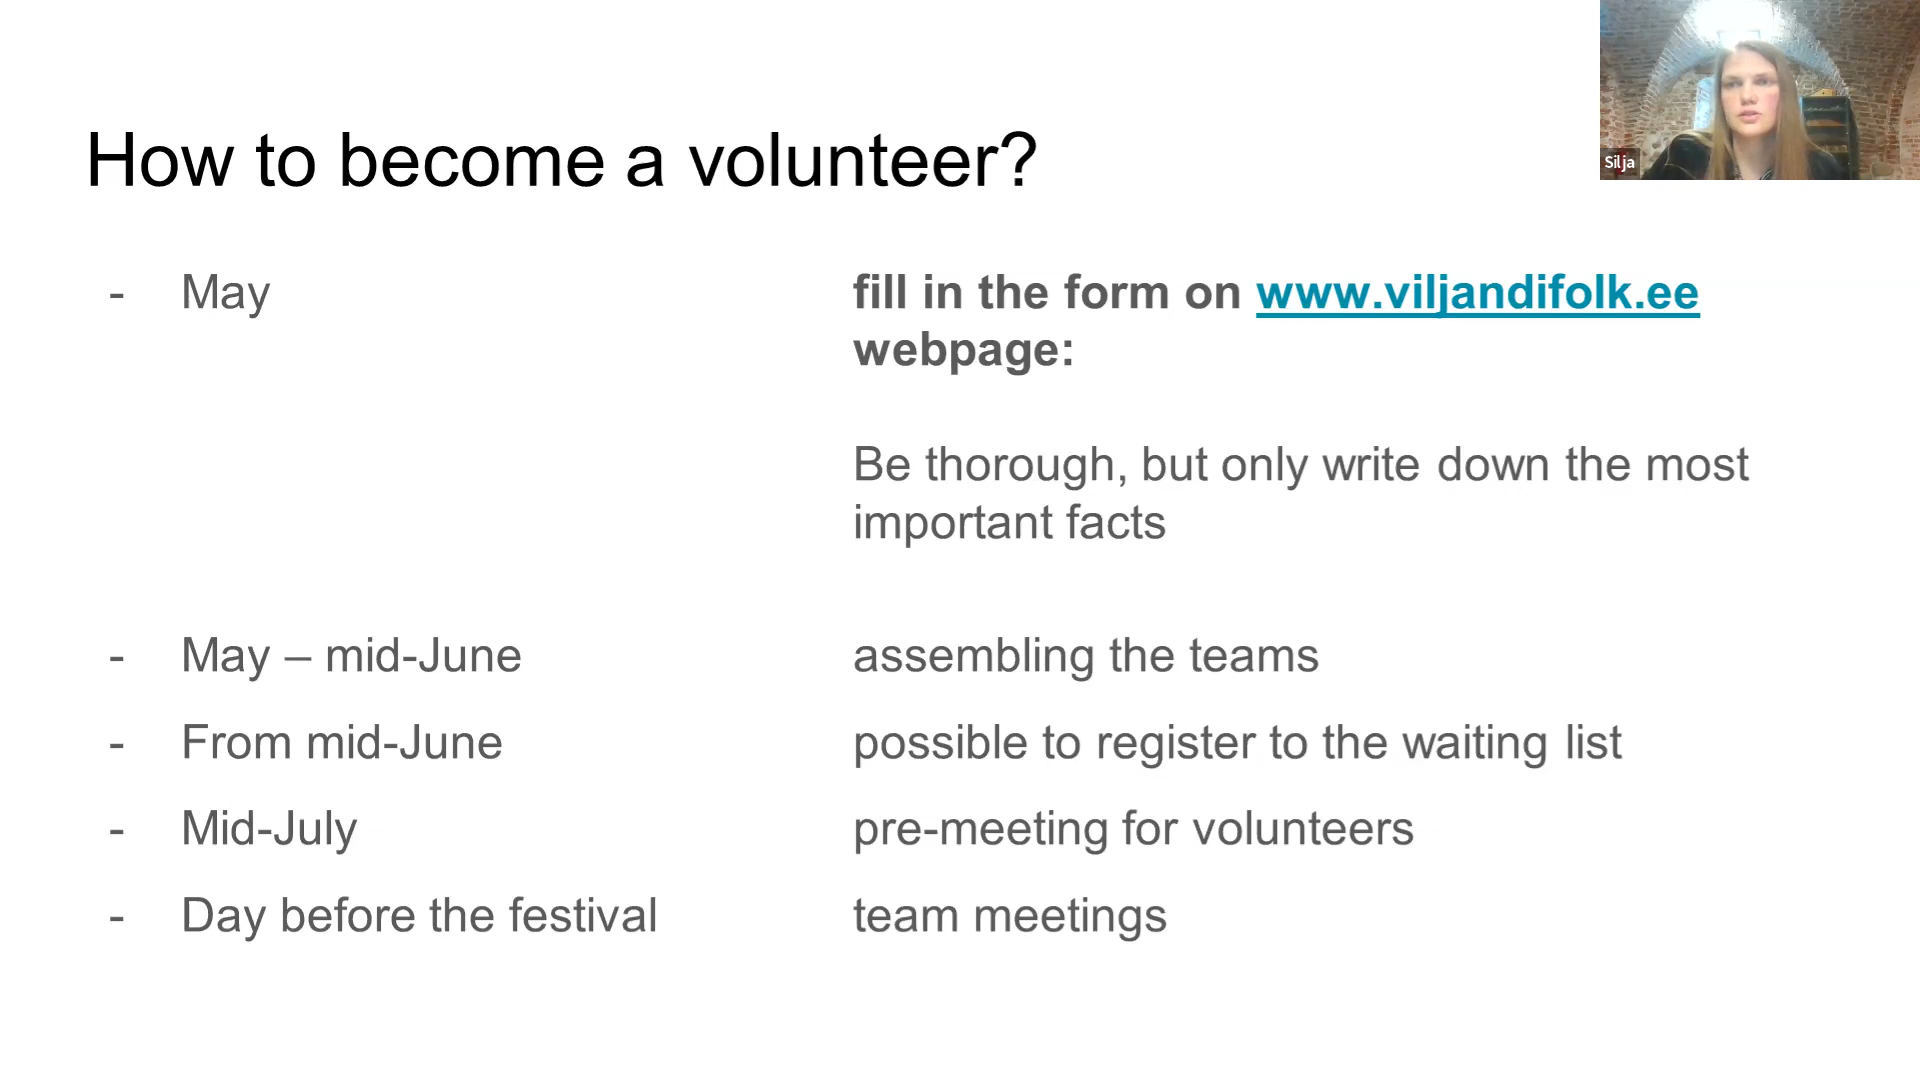 Silja
How to become a volunteer?
- May fill in the form on www.viljandifolk.ee
webpage:
Be thorough, but only write down the most
important facts
- May – mid-June assembling the teams
- From mid-June possible to register to the waiting list
- Mid-July pre-meeting for volunteers
- Day before the festival team meetings